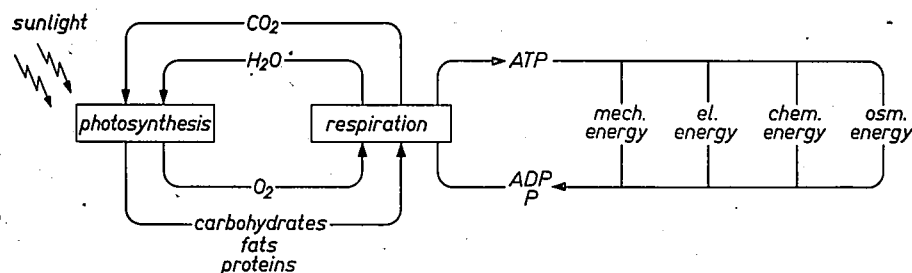 sunlight
CO2
H2O
photosynthesis
respiration
O2
carbohydrates
fats
proteins
ATP
mech.
energy
el.
energy
chem.
energy
osm.
energy
ADP
P